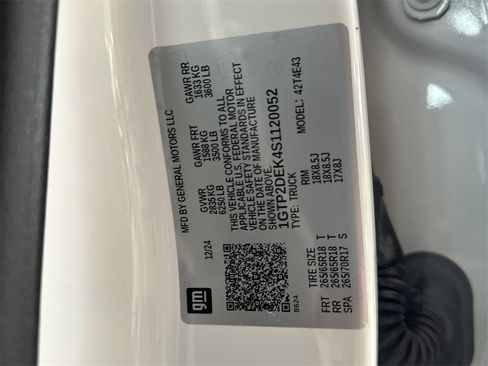 gm
MFD BY GENERAL MOTORS LLC
12/24
GVWR
2835 KG
6250 LB
GAWR FRT
1588 KG
3500 LB
GAWR RR
1633 KG
3600 LB
THIS VEHICLE CONFORMS TO ALL
APPLICABLE U.S. FEDERAL MOTOR
VEHICLE SAFETY STANDARDS IN EFFECT
ON THE DATE OF MANUFACTURE
SHOWN ABOVE.
1GTP2DEK4S1120052
TYPE: TRUCK
MODEL: 42T4E43
8624
TIRE SIZE
RIM
FRT 265/65R18 T 18X8.5J
RR 265/65R18 T 18X8.5J
SPA 265/70R17 S 17X8J